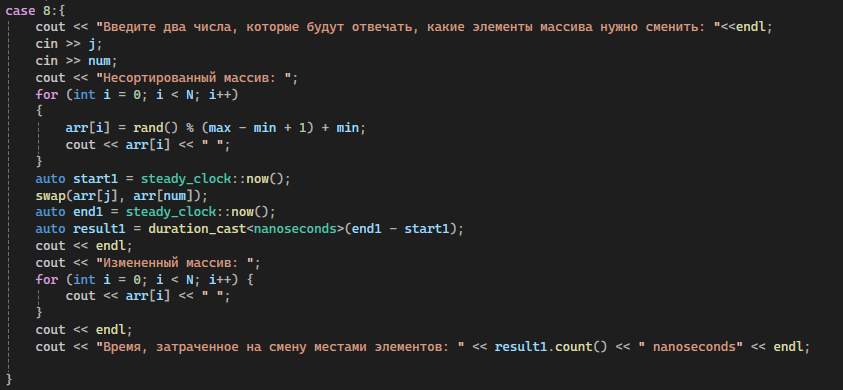 case 8:{
cout << "Введите два числа, которые будут отвечать, какие элементы массива нужно сменить: "<<endl;
cin >> j;
cin >> num;
cout << "Несортированный массив: ";
for (int i = 0; i < N; i++)
{
arr[i] = rand() % (max - min + 1) + min;
cout << arr[i] << " ";
}
auto start1 = steady_clock::now();
swap(arr[j], arr[num]);
auto end1 = steady_clock::now();
auto result1 = duration_cast<nanoseconds>(end1 - start1);
cout << endl;
cout << "Измененный массив: ";
for (int i = 0; i < N; i++) {
cout << arr[i] << " ";
}
cout << endl;
cout << "Время, затраченное на смену местами элементов: " << result1.count() << " nanoseconds" << endl;
}